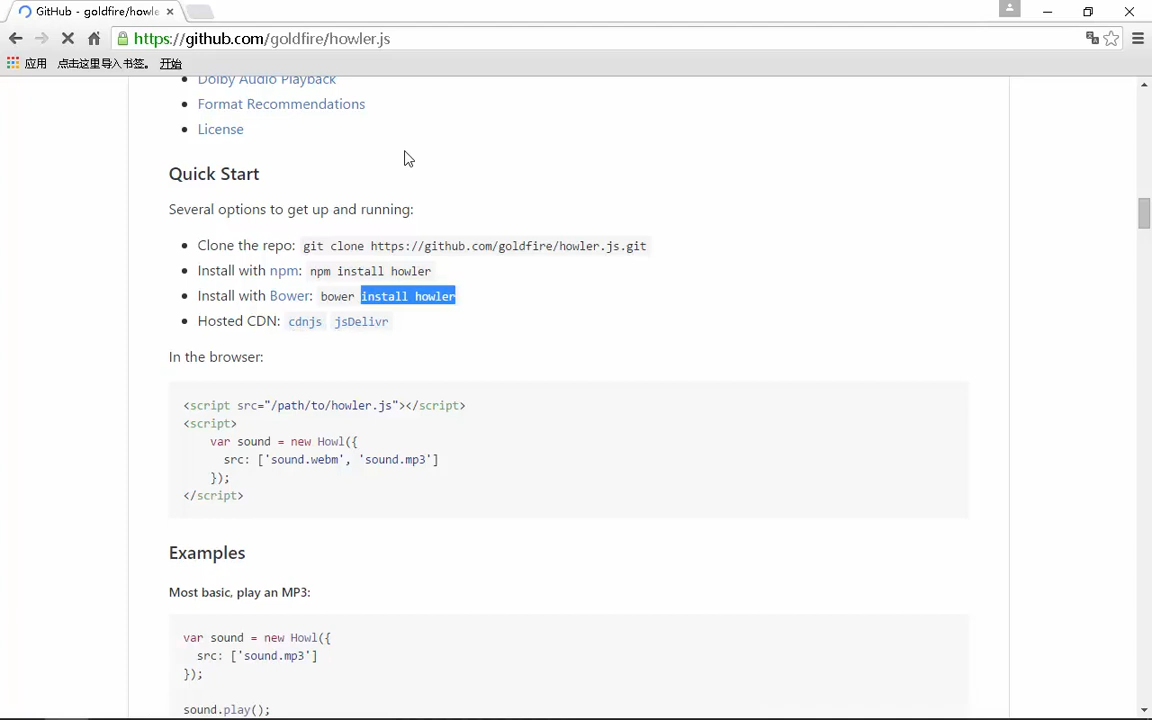 GitHub - goldfire/howle
https://github.com/goldfire/howler.js
应用 点击这里导入书签。 开始
Dolby Audio Playback
Format Recommendations
License
Quick Start
Several options to get up and running:
Clone the repo: git clone https://github.com/goldfire/howler.js.git
Install with npm: npm install howler
Install with Bower: bower install howler
Hosted CDN: cdnjs jsDelivr
In the browser:
<script src="/path/to/howler.js"></script>
<script>
var sound = new Howl({
src: ['sound.webm', 'sound.mp3']
});
</script>
Examples
Most basic, play an MP3:
var sound = new Howl({
src: ['sound.mp3']
});
sound.play();